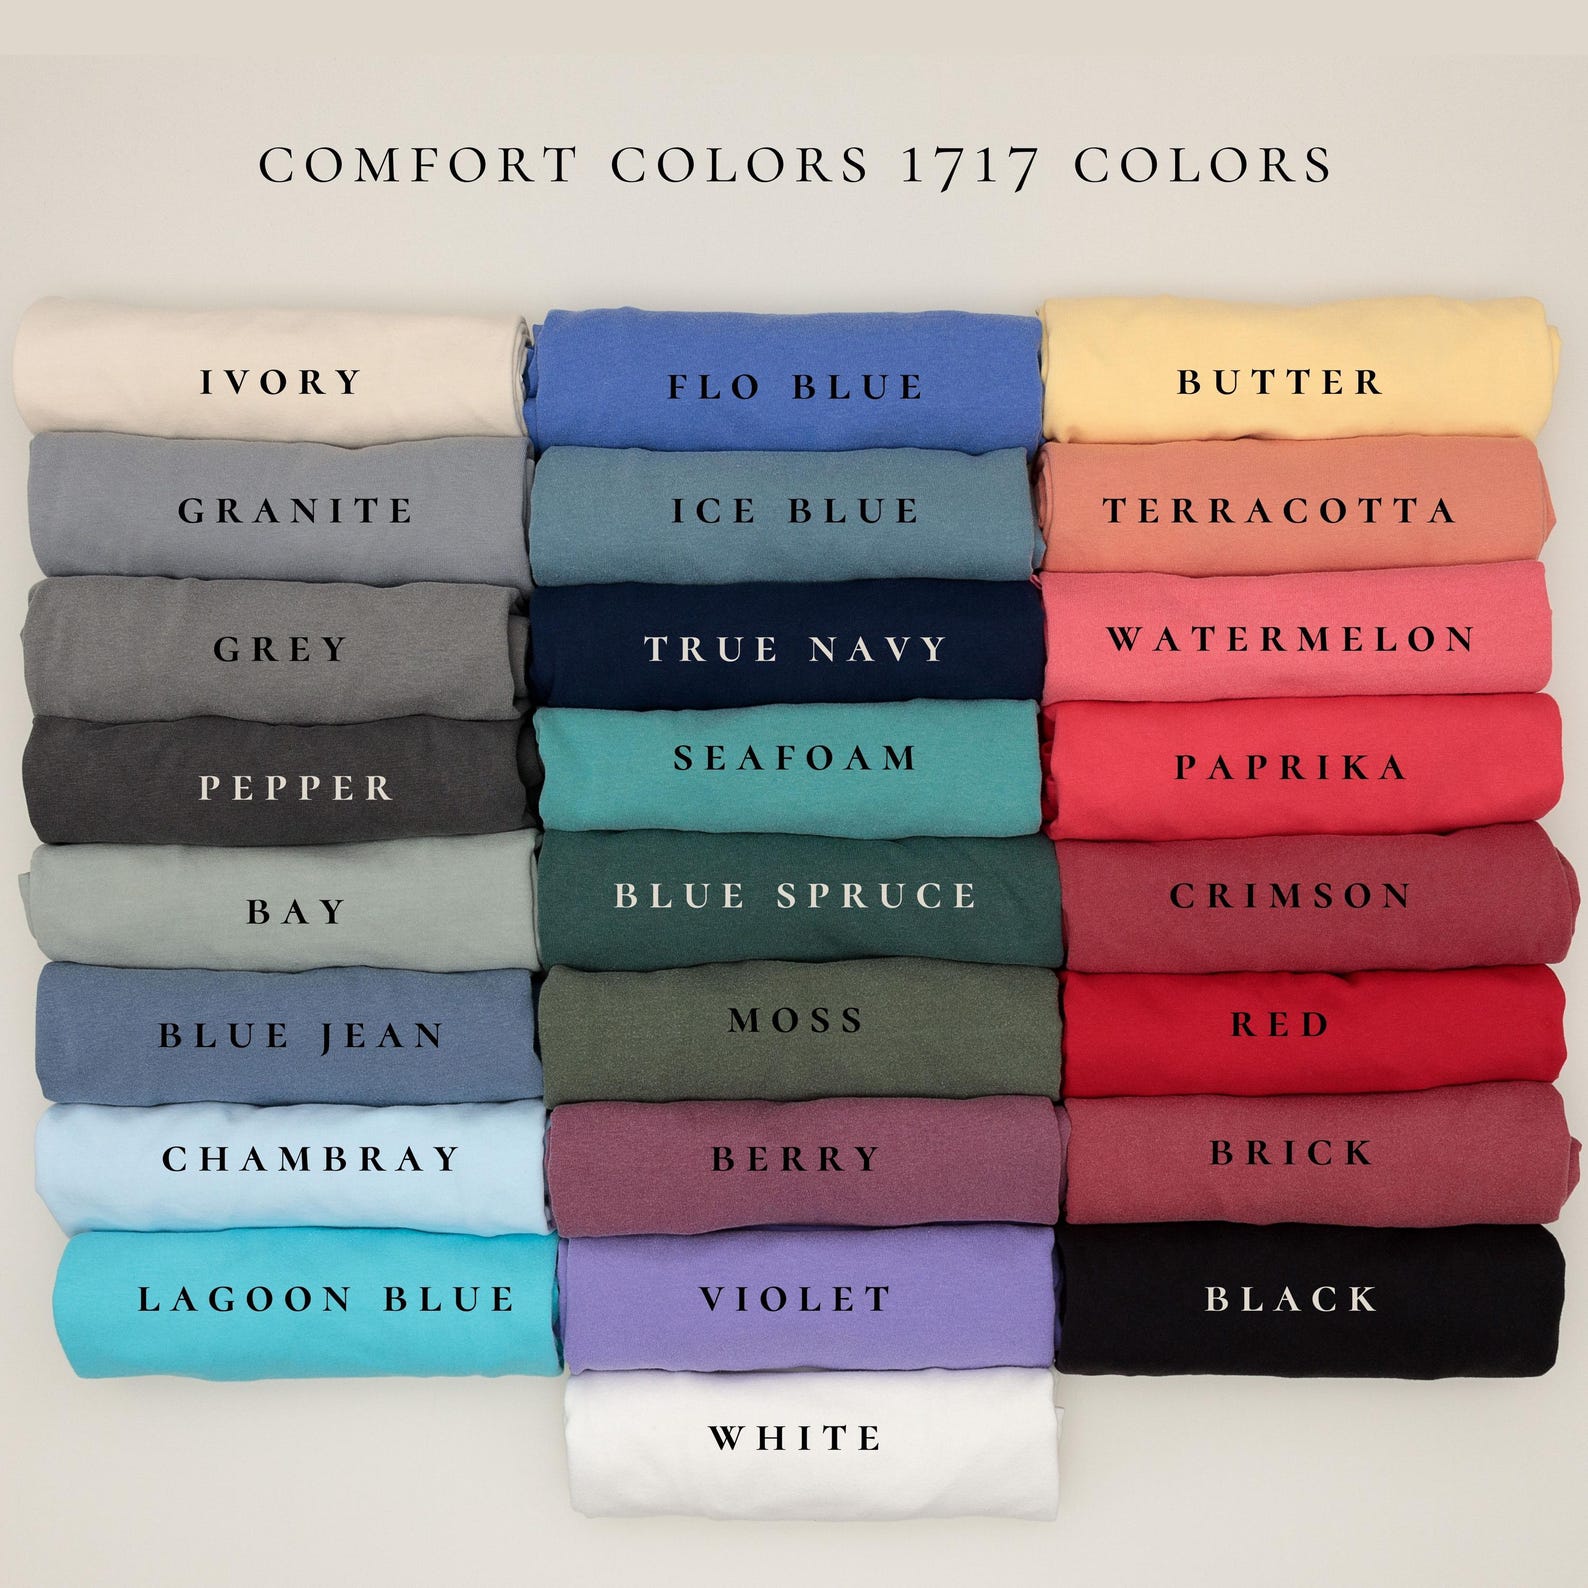 COMFORT COLORS 1717 COLORS
IVORY
GRANITE
GREY
PEPPER
BAY
BLUE JEAN
CHAMBRAY
LAGOON BLUE
FLO BLUE
ICE BLUE
TRUE NAVY
SEAFOAM
BLUE SPRUCE
MOSS
BERRY
VIOLET
WHITE
BUTTER
TERRACOTTA
WATERMELON
PAPRIKA
CRIMSON
RED
BRICK
BLACK